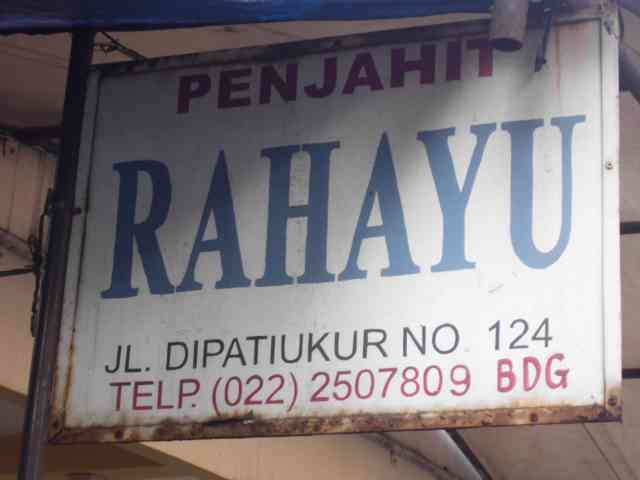 PENJAHIT
RAHAYU
JL. DIPATIUKUR NO. 124
TELP. (022) 2507809 BDG